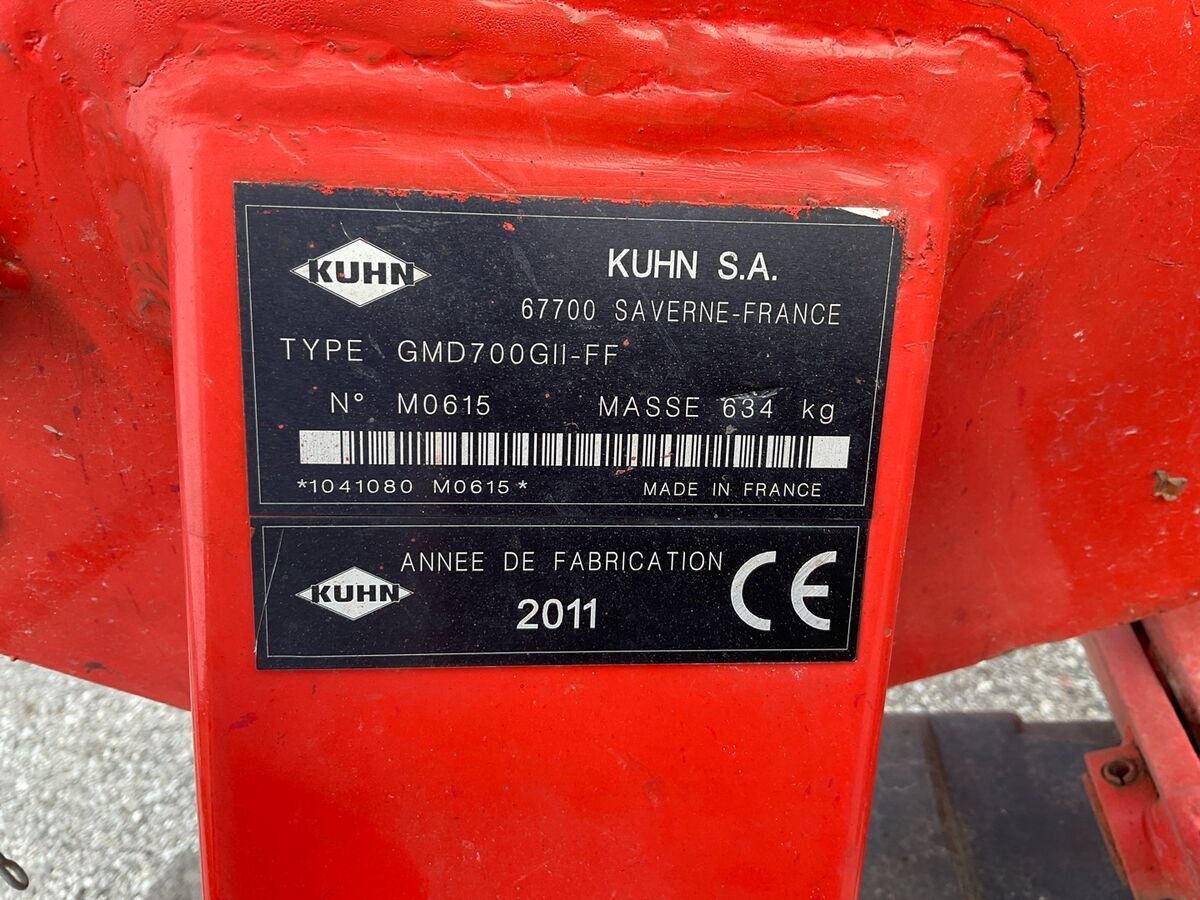 KUHN
KUHN S.A.
67700 SAVERNE-FRANCE
TYPE GMD700GII-FF
N° M0615 MASSE 634 kg
*1041080 M0615*
MADE IN FRANCE
ANNEE DE FABRICATION
KUHN
2011
CE